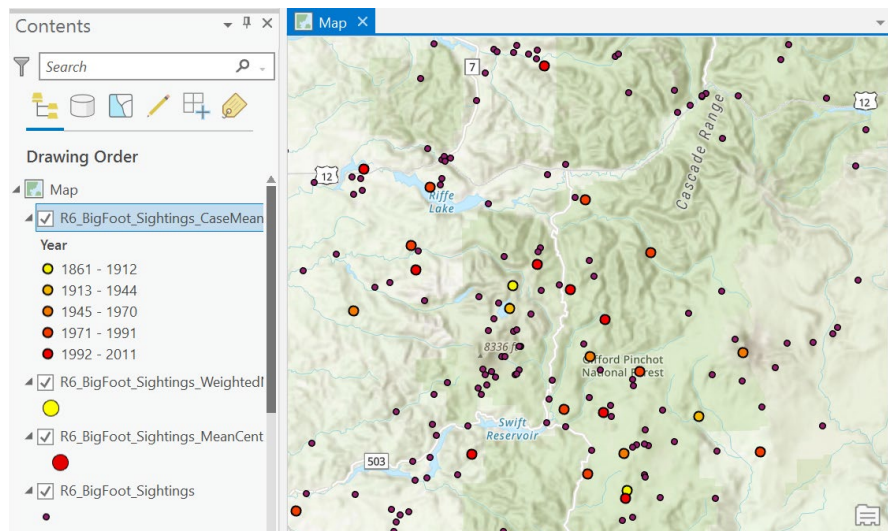 Contents
Search
Drawing Order
Map
R6_BigFoot_Sightings_CaseMean
Year
1861 - 1912
1913 - 1944
1945 - 1970
1971 - 1991
1992 - 2011
R6_BigFoot_Sightings_Weighted
R6_BigFoot_Sightings_MeanCent
R6_BigFoot_Sightings
Map
7
12
Cascade Range
12
Riffe
Lake
8336
Gifford Pinchot
National Forest
Swift
Reservoir
503